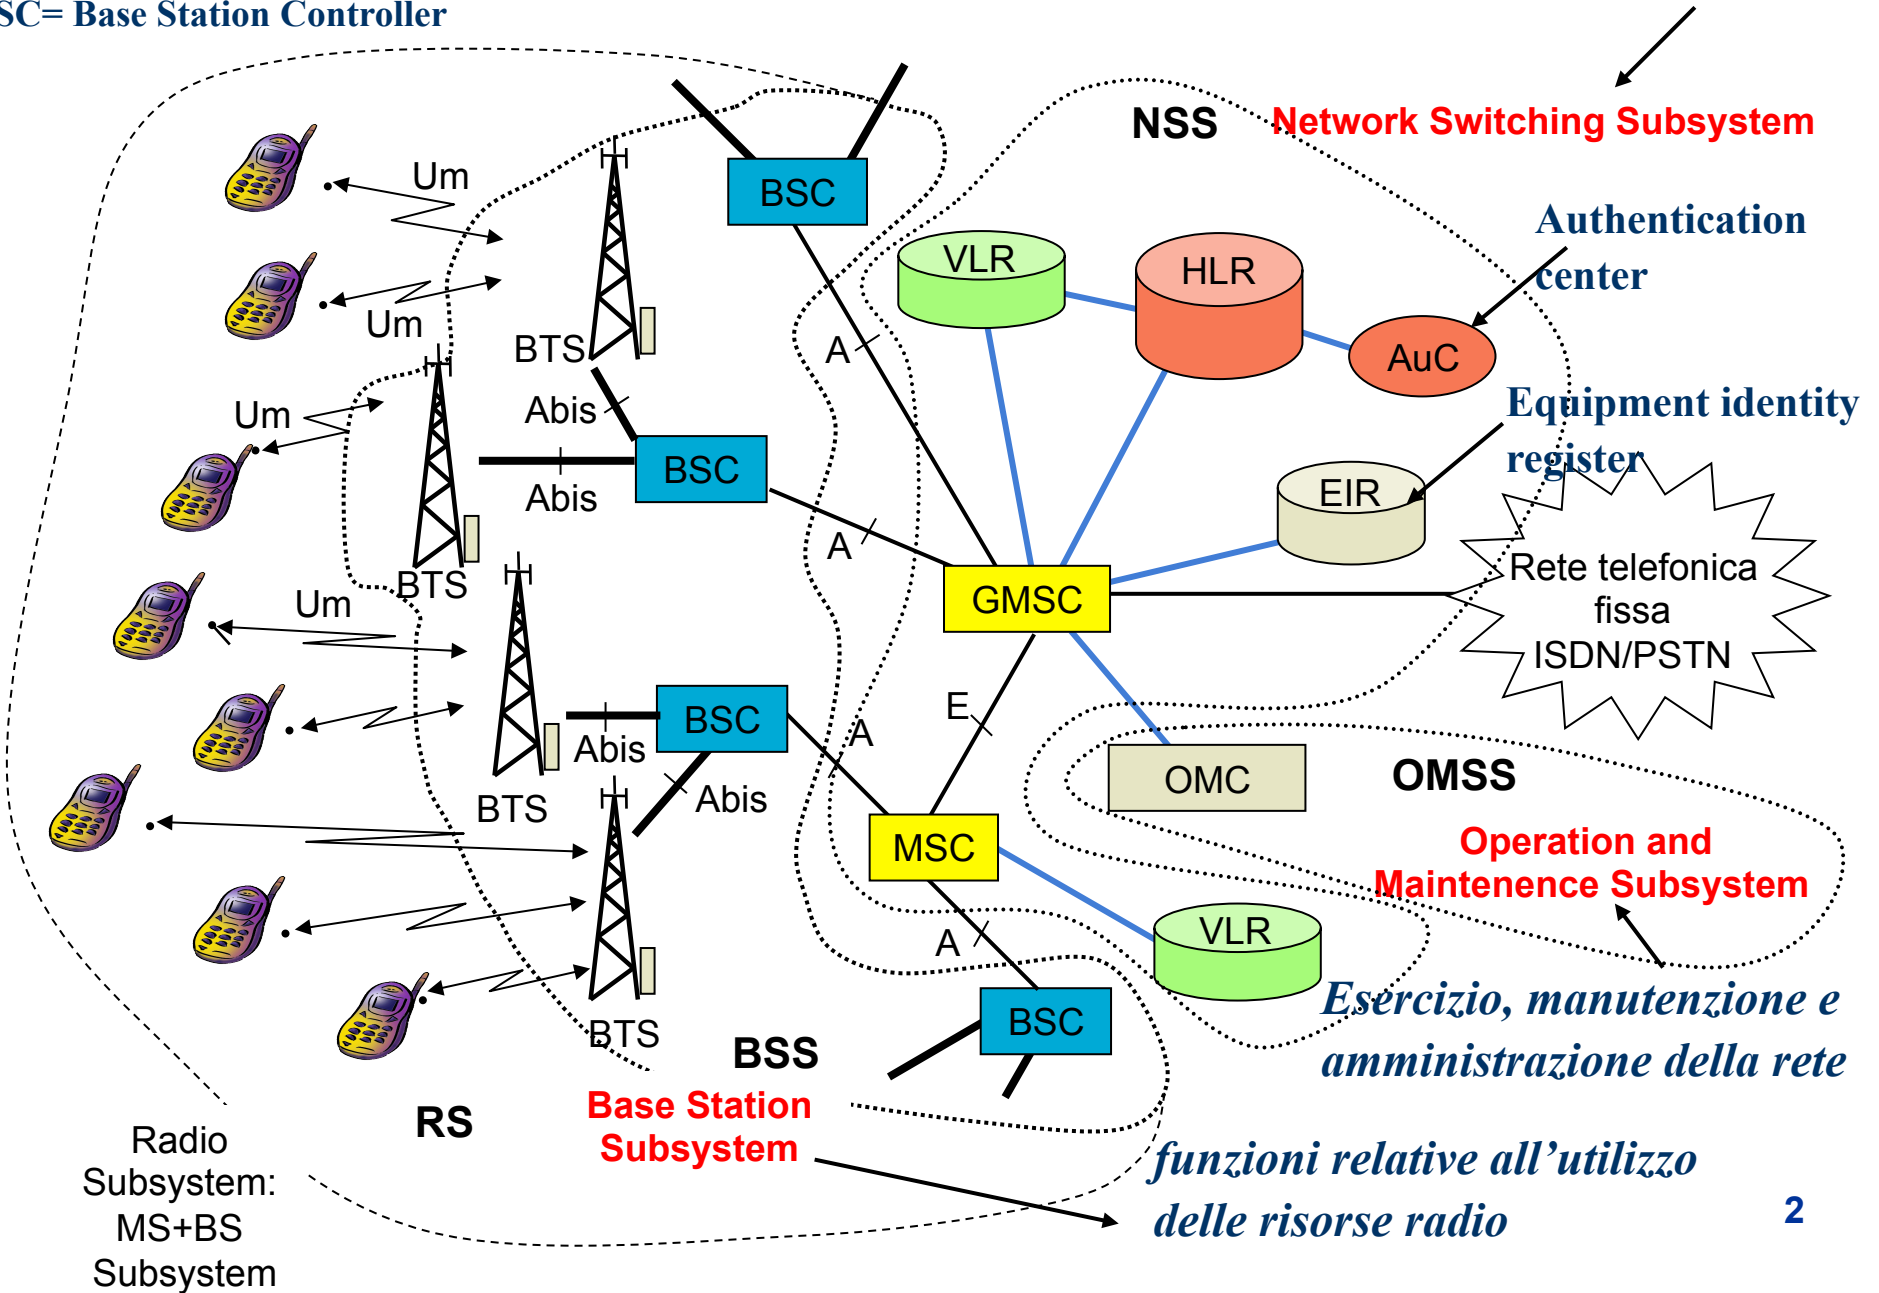 SC= Base Station Controller
NSS
Network Switching Subsystem
Um
BSC
Authentication
center
VLR
HLR
Um
BTS
A
AuC
Um
Abis
Equipment identity
register
BSC
Abis
EIR
A
BTS
Um
GMSC
Rete telefonica
fissa
ISDN/PSTN
BSC
E
A
Abis
BTS
Abis
OMC
OMSS
MSC
Operation and
Maintenence Subsystem
VLR
A
BTS
BSC
Esercizio, manutenzione e
amministrazione della rete
BSS
Base Station
Subsystem
RS
Radio
Subsystem:
MS+BS
Subsystem
funzioni relative all’utilizzo
delle risorse radio
2